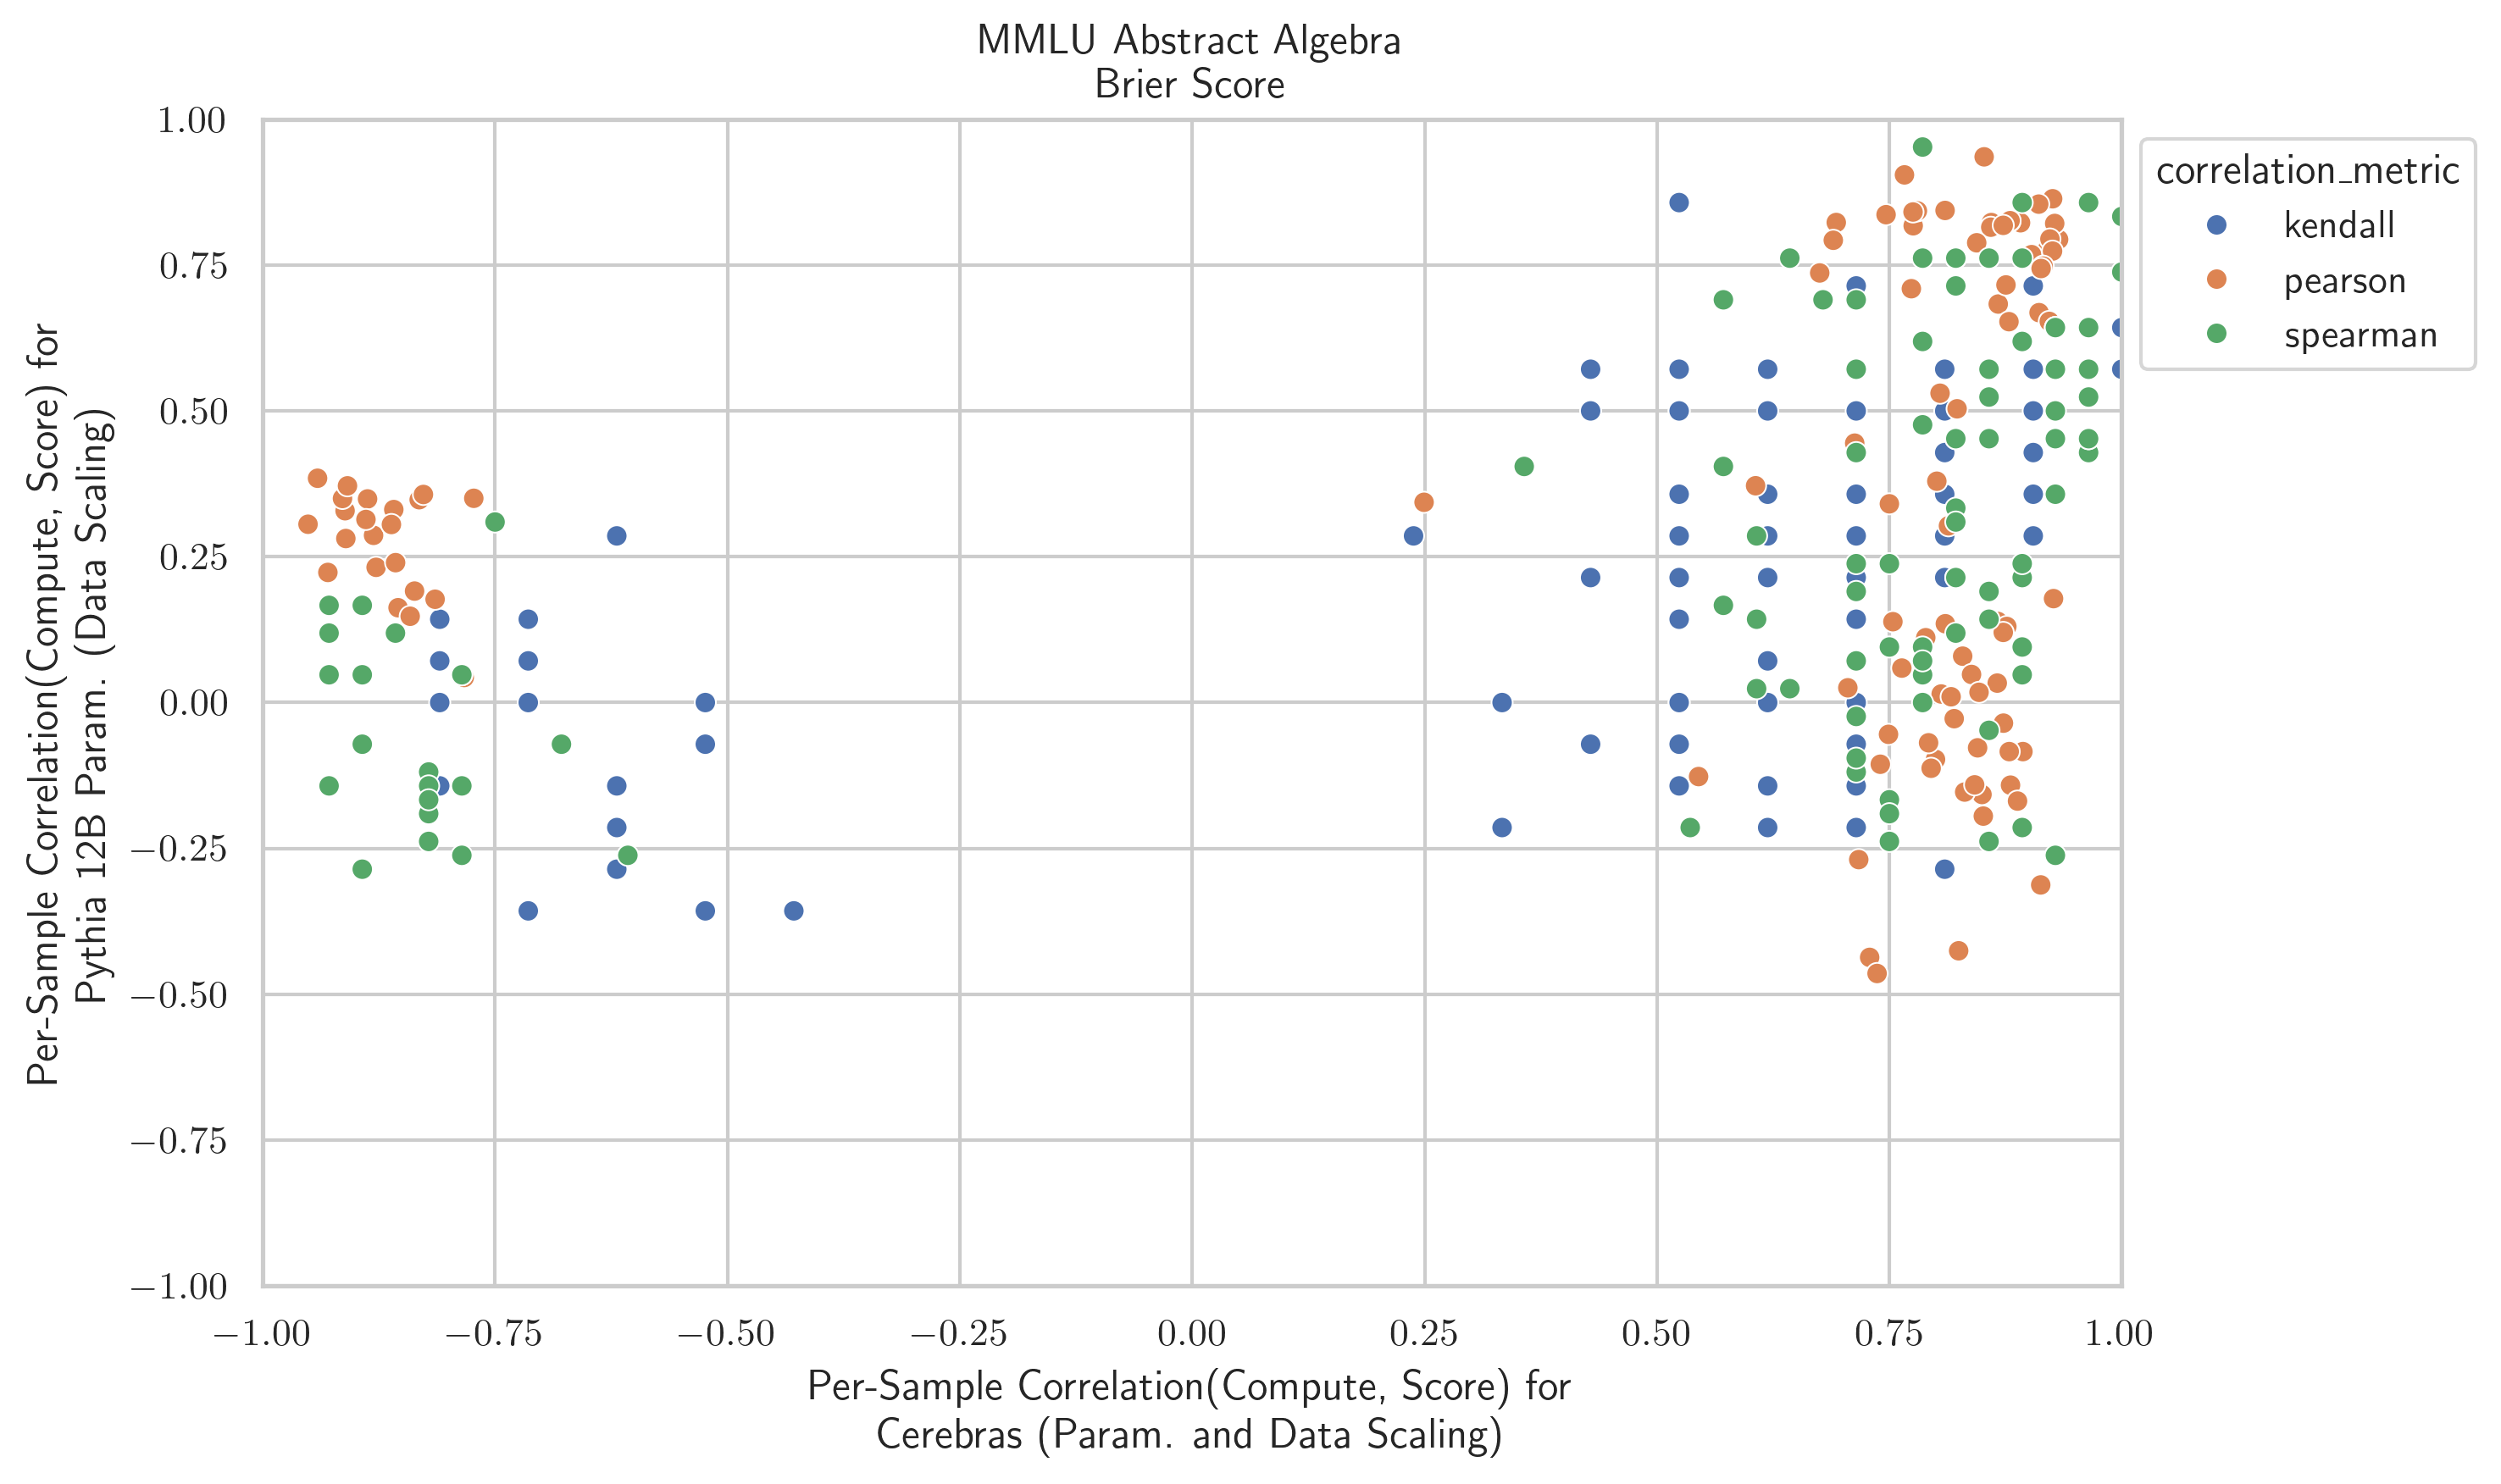 MMLU Abstract Algebra
Brier Score
Per-Sample Correlation(Compute, Score) for
Pythia 12B Param. (Data Scaling)
1.00
0.75
0.50
0.25
0.00
−0.25
−0.50
−0.75
−1.00
−1.00 −0.75 −0.50 −0.25 0.00 0.25 0.50 0.75 1.00
Per-Sample Correlation(Compute, Score) for
Cerebras (Param. and Data Scaling)
correlation_metric
kendall
pearson
spearman